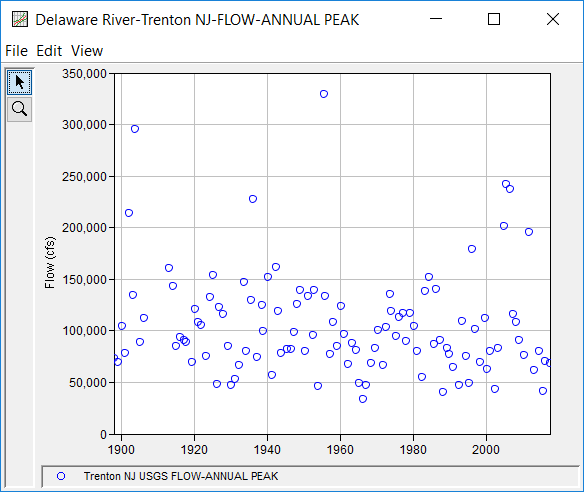 Delaware River-Trenton NJ-FLOW-ANNUAL PEAK
File Edit View
350,000
300,000
250,000
200,000
150,000
100,000
50,000
0
Flow (cfs)
1900 1920 1940 1960 1980 2000
Trenton NJ USGS FLOW-ANNUAL PEAK